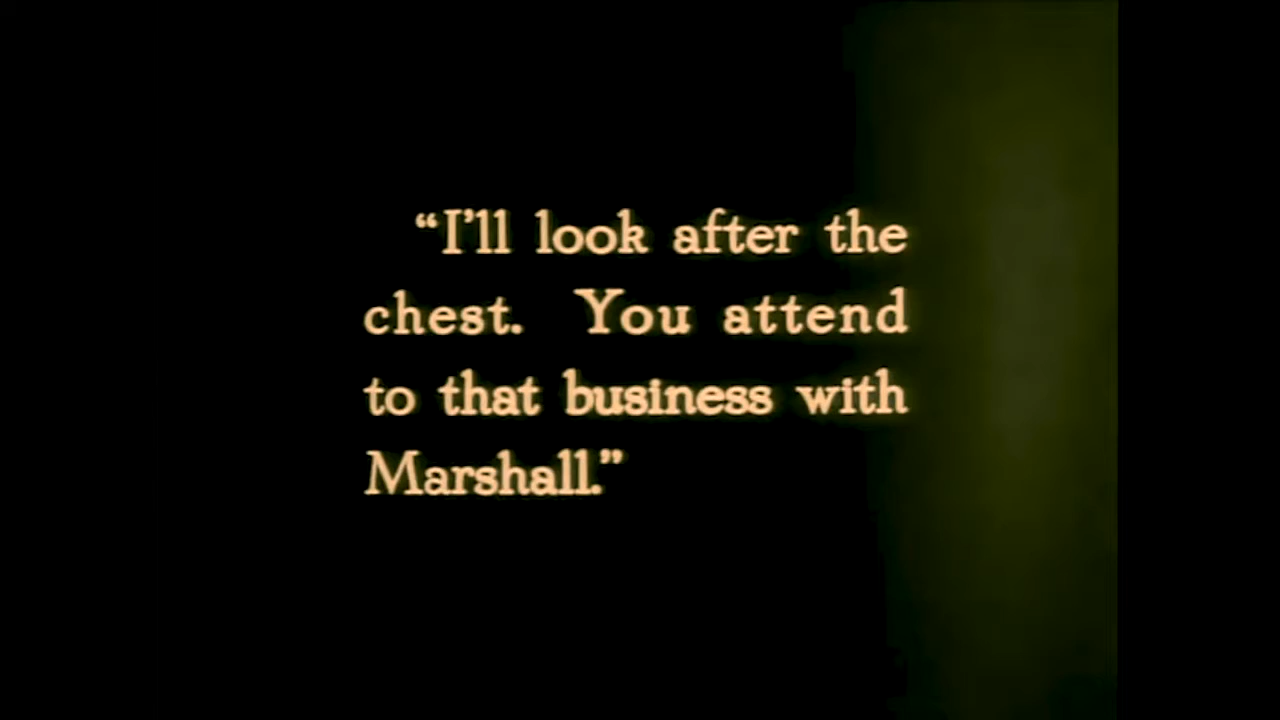 “I’ll look after the
chest. You attend
to that business with
Marshall.”